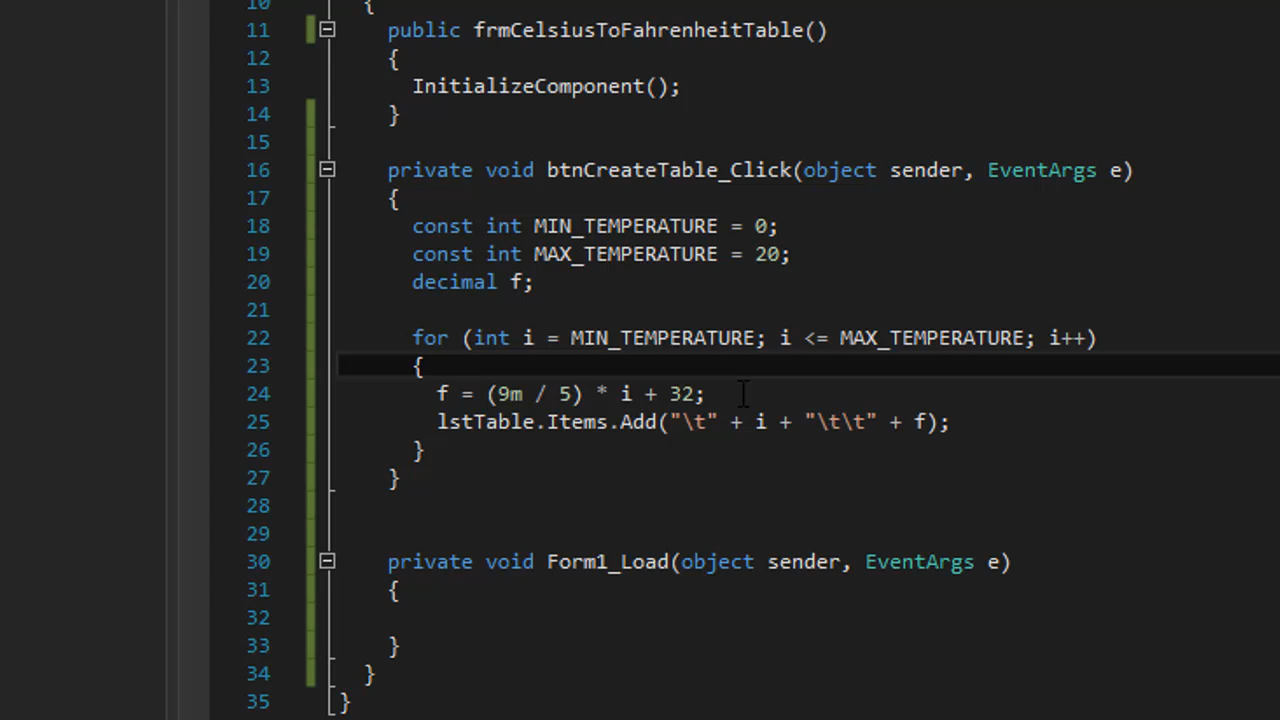 10 {
11 public frmCelsiusToFahrenheitTable()
12 {
13 InitializeComponent();
14 }
15
16 private void btnCreateTable_Click(object sender, EventArgs e)
17 {
18 const int MIN_TEMPERATURE = 0;
19 const int MAX_TEMPERATURE = 20;
20 decimal f;
21
22 for (int i = MIN_TEMPERATURE; i <= MAX_TEMPERATURE; i++)
23 {
24 f = (9m / 5) * i + 32;
25 lstTable.Items.Add("\t" + i + "\t\t" + f);
26 }
27 }
28
29
30 private void Form1_Load(object sender, EventArgs e)
31 {
32
33 }
34 }
35 }